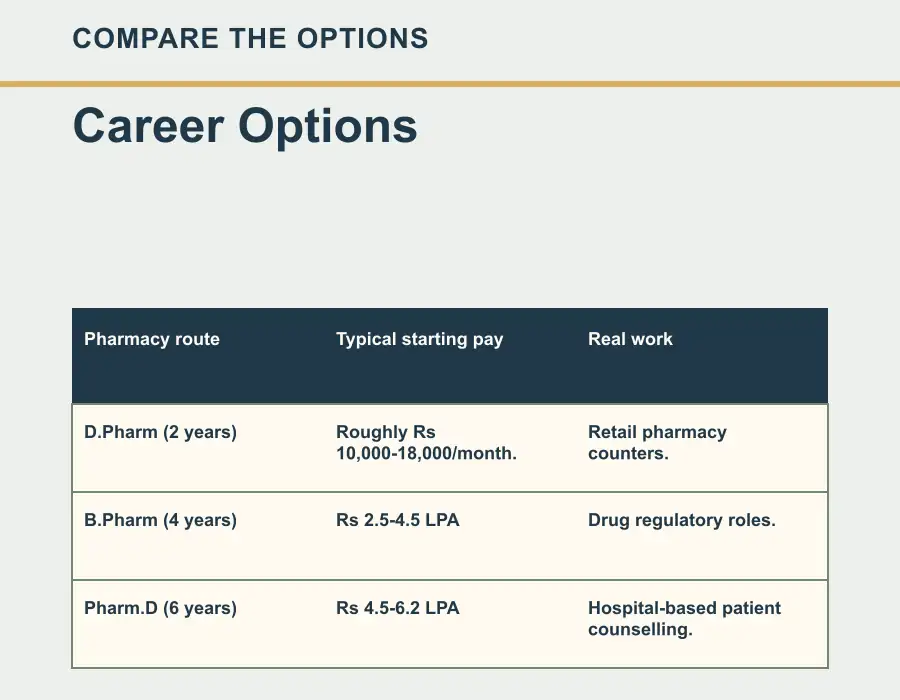 COMPARE THE OPTIONS
Career Options
Pharmacy route
Typical starting pay
Real work
D.Pharm (2 years)
Roughly Rs
10,000-18,000/month.
Retail pharmacy
counters.
B.Pharm (4 years)
Rs 2.5-4.5 LPA
Drug regulatory roles.
Pharm.D (6 years)
Rs 4.5-6.2 LPA
Hospital-based patient
counselling.